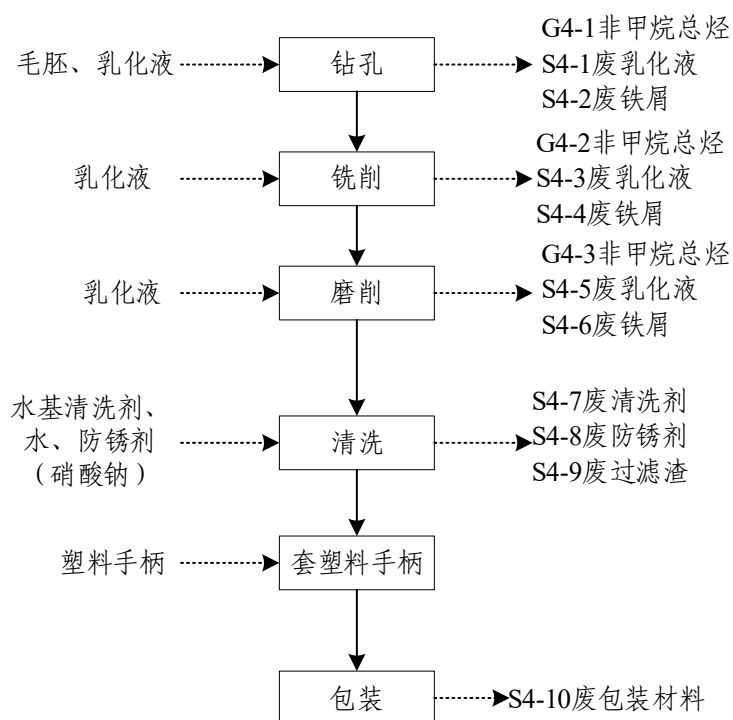 G4-1非甲烷总烃
毛胚、乳化液
钻孔
S4-1废乳化液
S4-2废铁屑
G4-2非甲烷总烃
乳化液
铣削
S4-3废乳化液
S4-4废铁屑
G4-3非甲烷总烃
乳化液
磨削
S4-5废乳化液
S4-6废铁屑
水基清洗剂、
水、防锈剂
（硝酸钠）
清洗
S4-7废清洗剂
S4-8废防锈剂
S4-9废过滤渣
塑料手柄
套塑料手柄
包装
S4-10废包装材料